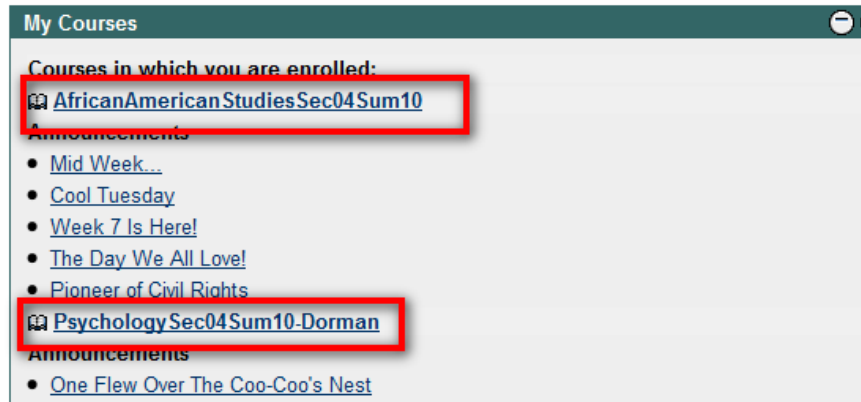 My Courses
Courses in which you are enrolled:
AfricanAmericanStudiesSec04Sum10
Announcements
Mid Week...
Cool Tuesday
Week 7 Is Here!
The Day We All Love!
Pioneer of Civil Rights
PsychologySec04Sum10-Dorman
Announcements
One Flew Over The Coo-Coo's Nest